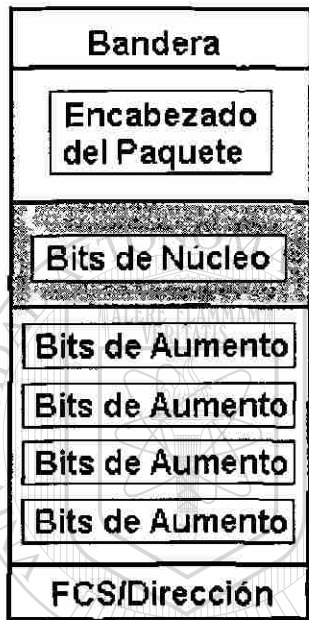 Bandera
Encabezado
del Paquete
Bits de Núcleo
Bits de Aumento
Bits de Aumento
Bits de Aumento
Bits de Aumento
FCS/Dirección